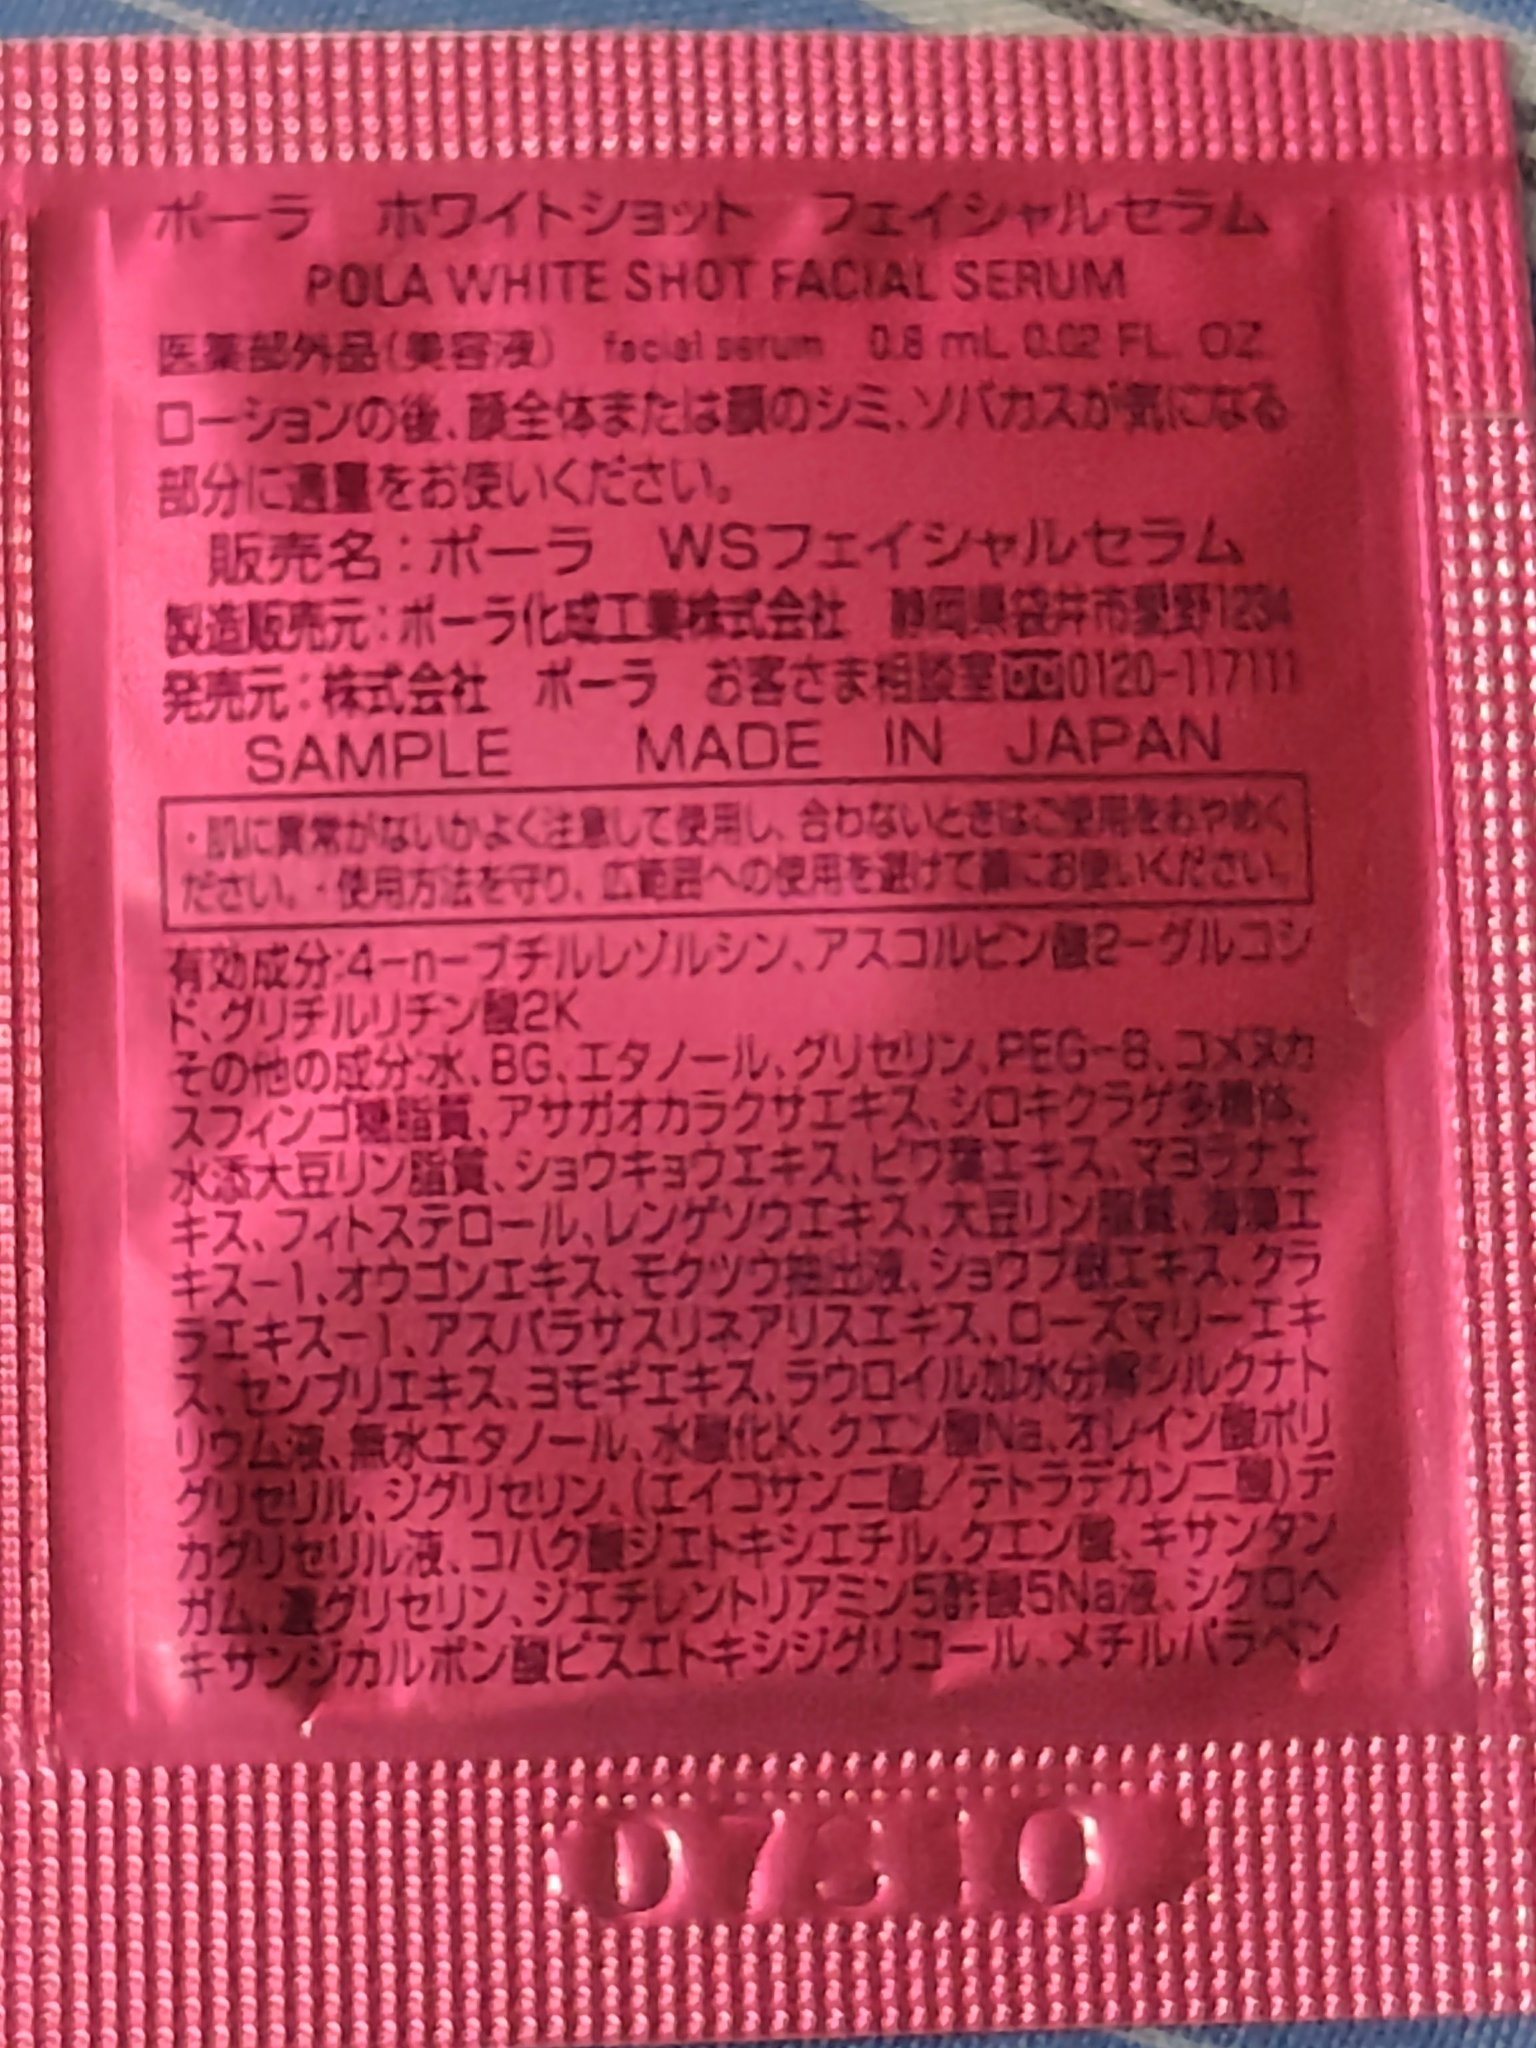 ポーラ ホワイトショット フェイシャルセラム
POLA WHITE SHOT FACIAL SERUM
医薬部外品(美容液) facial serum 0.6 mL 0.02 FL. OZ.
ローションの後、顔全体または顔のシミ、ソバカスが気になる
部分に適量をお使いください。
販売名:ポーラ WSフェイシャルセラム
製造販売元:ポーラ化成工業株式会社 静岡県袋井市愛野1234
発売元:株式会社 ポーラ お客さま相談室 0120-117111
SAMPLE MADE IN JAPAN
・肌に異常がないかよく注意して使用し、合わないときはご使用をおやめく
ださい。・使用方法を守り、広範囲への使用を避けて顔にお使いください。
有効成分:4-n-ブチルレゾルシン、アスコルビン酸2-グルコシ
ド、グリチルリチン酸2K
その他の成分:水、BG、エタノール、グリセリン、PEG-8、コメヌカ
スフィンゴ糖脂質、アサガオカラクサエキス、シロキクラゲ多糖体、
水添大豆リン脂質、ショウキョウエキス、ビワ葉エキス、マヨラナエ
キス、フィトステロール、レンゲソウエキス、大豆リン脂質、海藻エ
キス-1、オウゴンエキス、モクツウ抽出液、ショウブ根エキス、クラ
ラエキス-1、アスパラサスリネアリスエキス、ローズマリーエキ
ス、センブリエキス、ヨモギエキス、ラウロイル加水分解シルクナト
リウム液、無水エタノール、水酸化K、クエン酸Na、オレイン酸ポリ
グリセリル、ジグリセリン、(エイコサン二酸/テトラデカン二酸)デ
カグリセリル液、コハク酸ジエトキシエチル、クエン酸、キサンタン
ガム、濃グリセリン、ジエチレントリアミン5酢酸5Na液、シクロヘ
キサンジカルボン酸ビスエトキシジグリコール、メチルパラベン